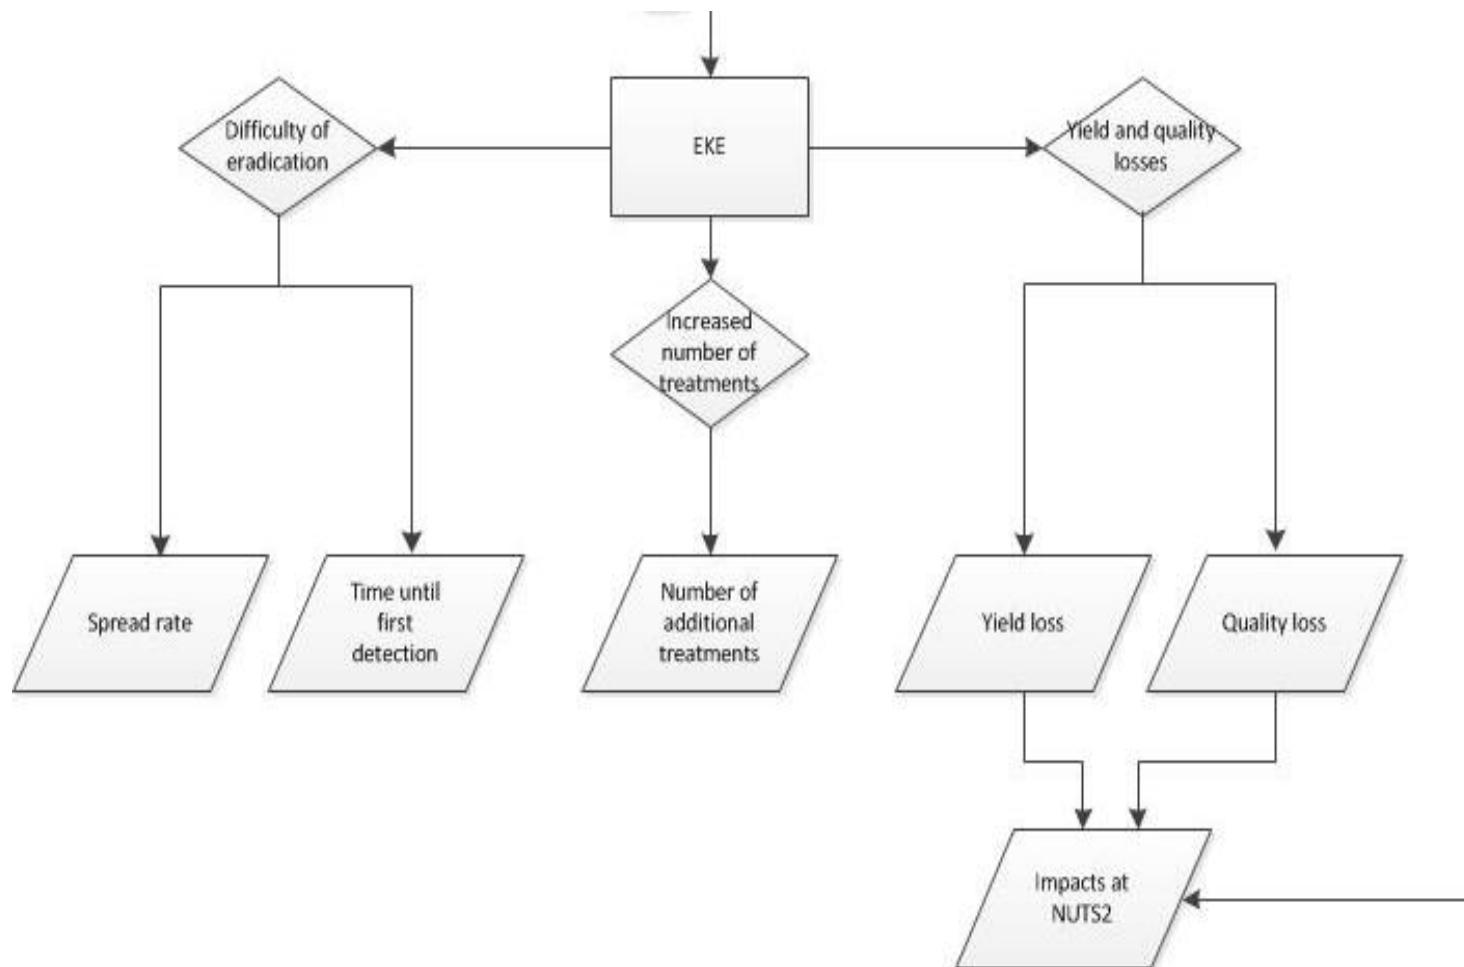 Difficulty of
eradication
EKE
Yield and quality
losses
Increased
number of
treatments
Spread rate
Time until
first
detection
Number of
additional
treatments
Yield loss
Quality loss
Impacts at
NUTS2